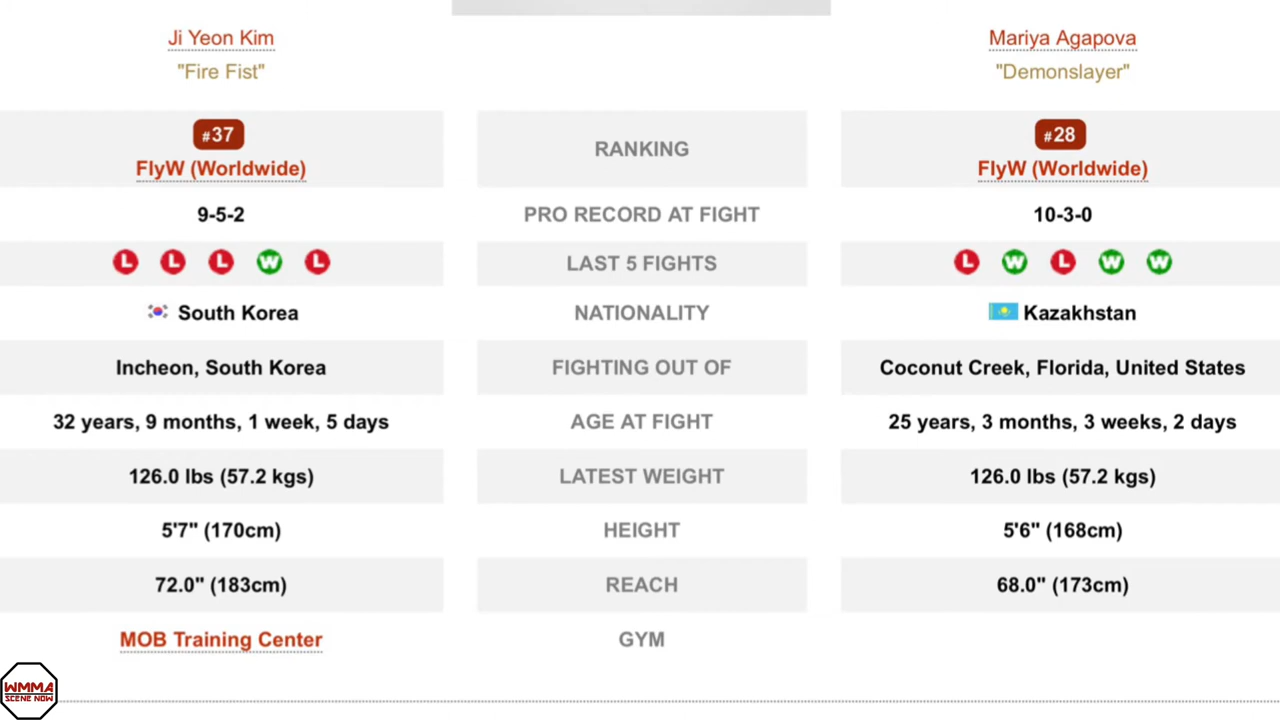 Ji Yeon Kim Mariya Agapova
"Fire Fist" "Demonslayer"
#37 RANKING #28
FlyW (Worldwide) FlyW (Worldwide)
9-5-2 PRO RECORD AT FIGHT 10-3-0
L L L W L LAST 5 FIGHTS L W L W W
South Korea NATIONALITY Kazakhstan
Incheon, South Korea FIGHTING OUT OF Coconut Creek, Florida, United States
32 years, 9 months, 1 week, 5 days AGE AT FIGHT 25 years, 3 months, 3 weeks, 2 days
126.0 lbs (57.2 kgs) LATEST WEIGHT 126.0 lbs (57.2 kgs)
5'7" (170cm) HEIGHT 5'6" (168cm)
72.0" (183cm) REACH 68.0" (173cm)
MOB Training Center GYM
WMMA
SCENE NOW